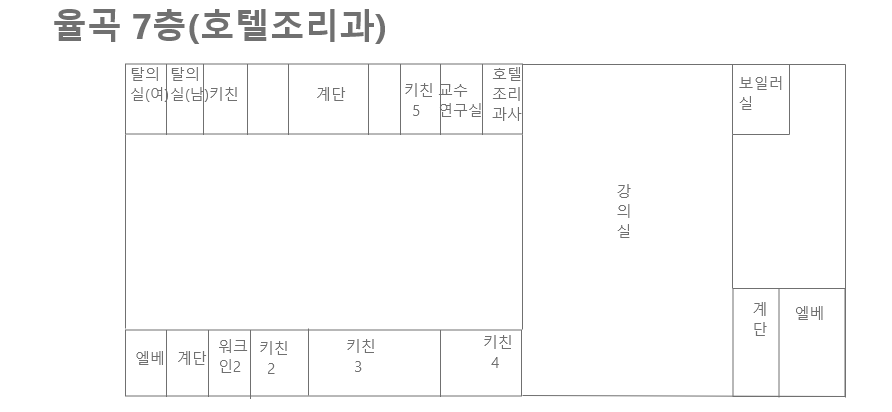 율곡 7층(호텔조리과)
탈의
실(여)
탈의
실(남)
키친
계단
키친
5
교수
연구실
호텔
조리
과사
보일러
실
강
의
실
엘베
계단
워크
인2
키친
2
키친
3
키친
4
계
단
엘베